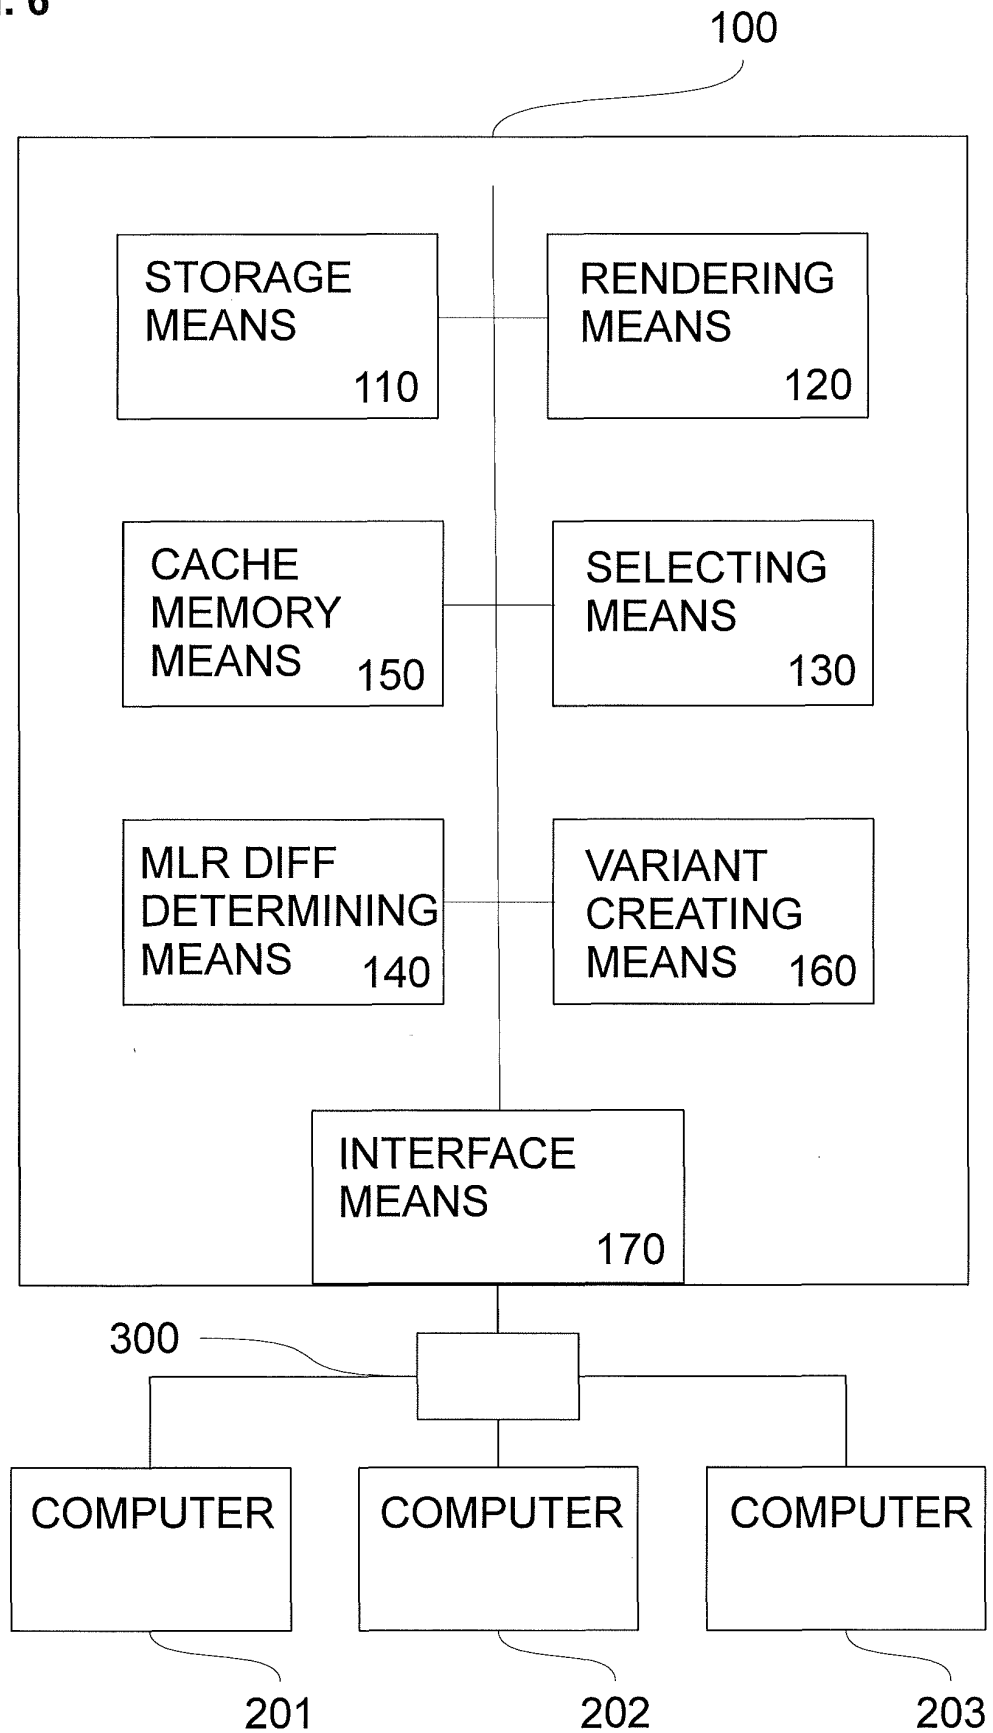 . 6
100
STORAGE
MEANS
110
RENDERING
MEANS
120
CACHE
MEMORY
MEANS
150
SELECTING
MEANS
130
MLR DIFF
DETERMINING
MEANS
140
VARIANT
CREATING
MEANS
160
INTERFACE
MEANS
170
300
COMPUTER
COMPUTER
COMPUTER
201
202
203